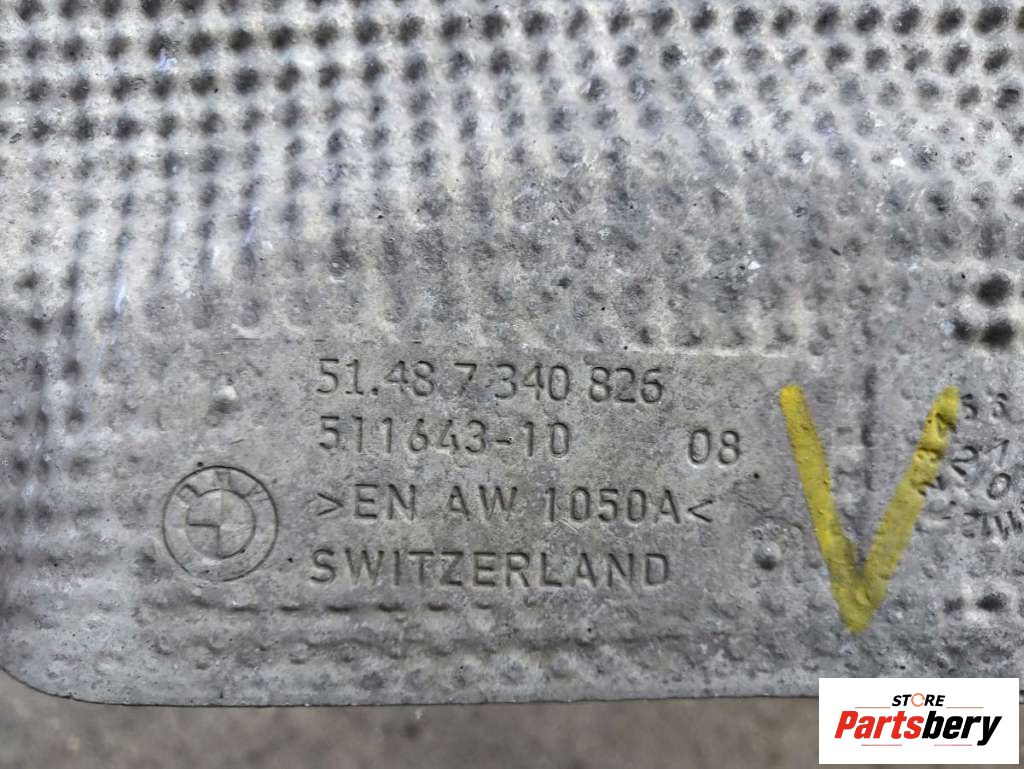 51.48 7 340 826
511643-10 08
>EN AW 1050A<
SWITZERLAND
V
STORE
Partsbery